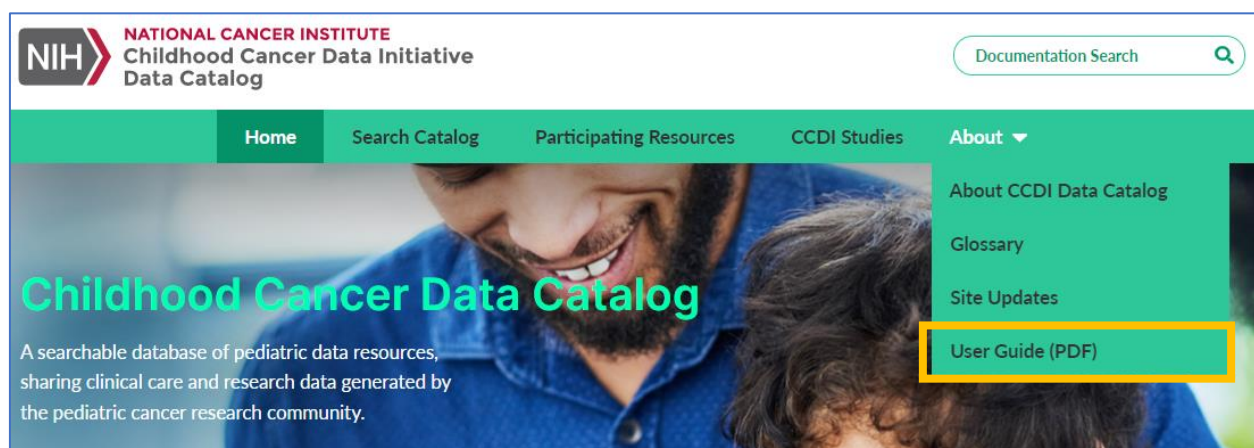 NIH
NATIONAL CANCER INSTITUTE
Childhood Cancer Data Initiative
Data Catalog
Documentation Search
Home
Search Catalog
Participating Resources
CCDI Studies
About
About CCDI Data Catalog
Glossary
Site Updates
User Guide (PDF)
Childhood Cancer Data Catalog
A searchable database of pediatric data resources,
sharing clinical care and research data generated by
the pediatric cancer research community.